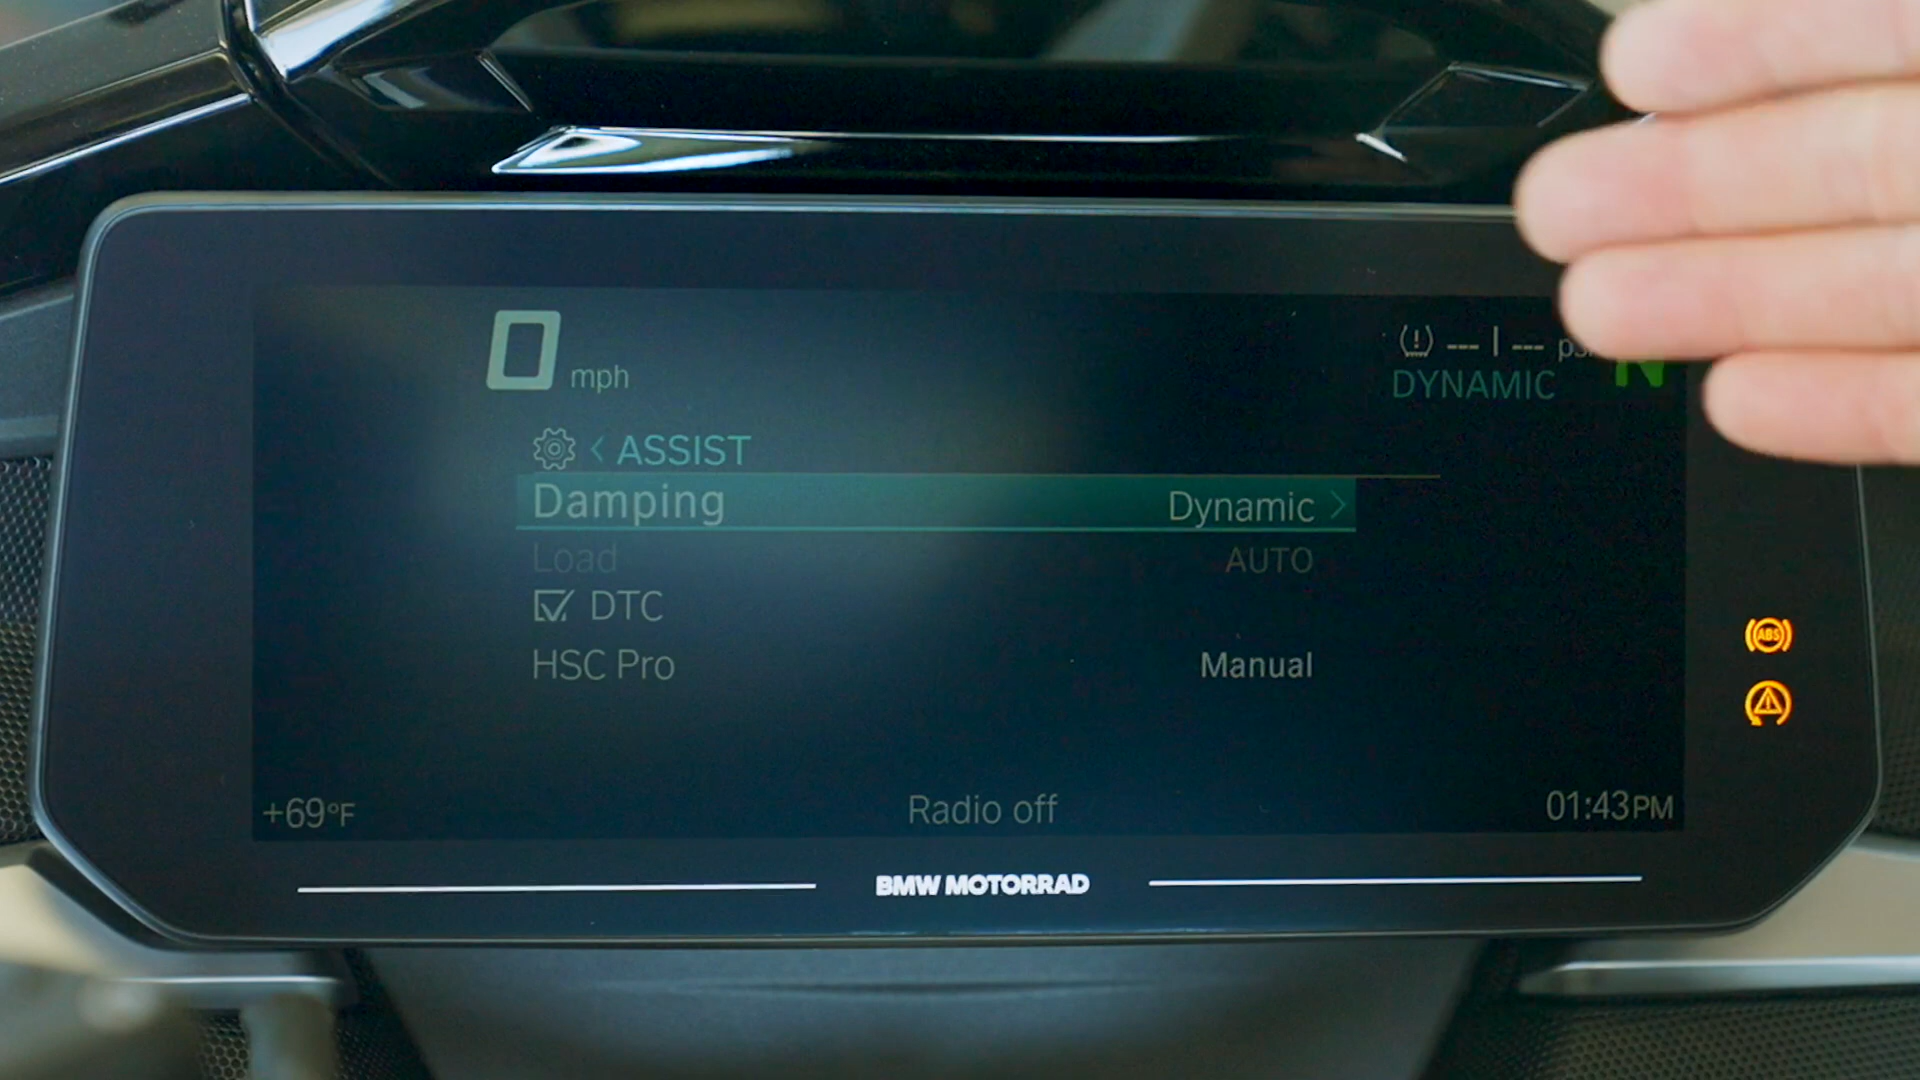 0 mph
--- | ---
DYNAMIC
N
< ASSIST
Damping Dynamic >
Load AUTO
DTC
HSC Pro Manual
ABS
+69°F Radio off 01:43PM
BMW MOTORRAD